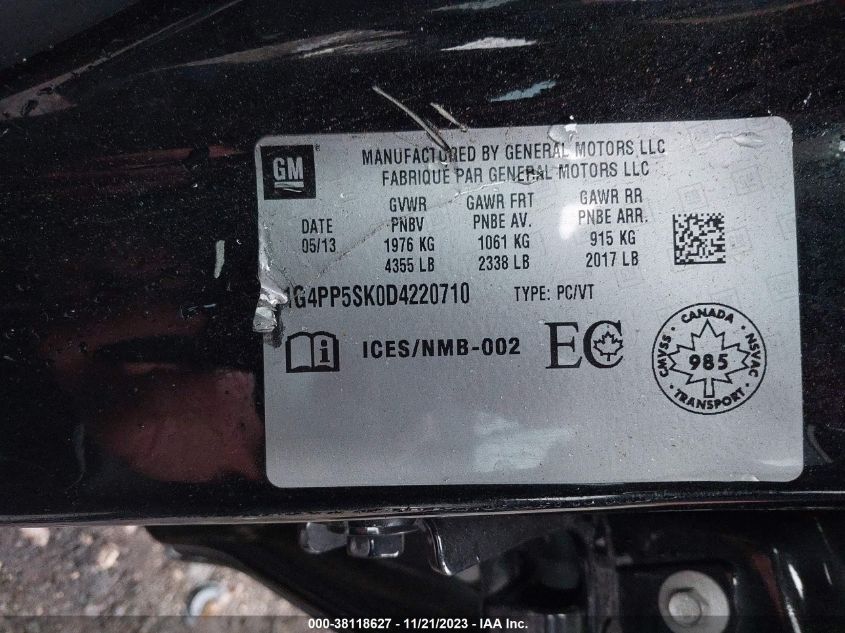 GM
MANUFACTURED BY GENERAL MOTORS LLC
FABRIQUÉ PAR GENERAL MOTORS LLC
GVWR GAWR FRT GAWR RR
DATE PNBV PNBE AV. PNBE ARR.
05/13 1976 KG 1061 KG 915 KG
4355 LB 2338 LB 2017 LB
1G4PP5SK0D4220710 TYPE: PC/VT
i ICES/NMB-002 EC
CMVSS NSVAC
985
TRANSPORT
CANADA
000-38118627 - 11/21/2023 - IAA Inc.